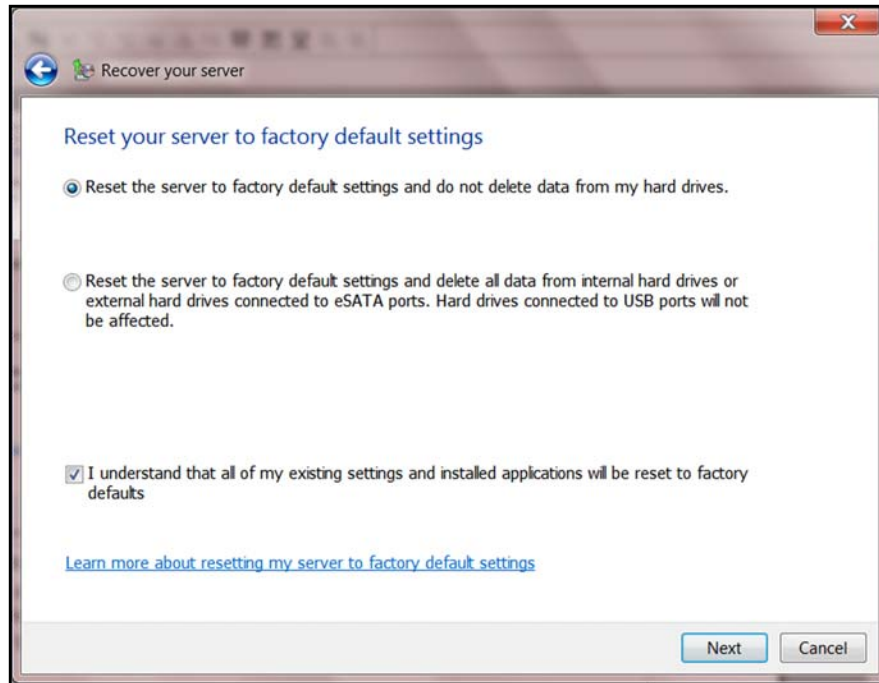 Recover your server
Reset your server to factory default settings
Reset the server to factory default settings and do not delete data from my hard drives.
Reset the server to factory default settings and delete all data from internal hard drives or
external hard drives connected to eSATA ports. Hard drives connected to USB ports will not
be affected.
I understand that all of my existing settings and installed applications will be reset to factory
defaults
Learn more about resetting my server to factory default settings
Next Cancel